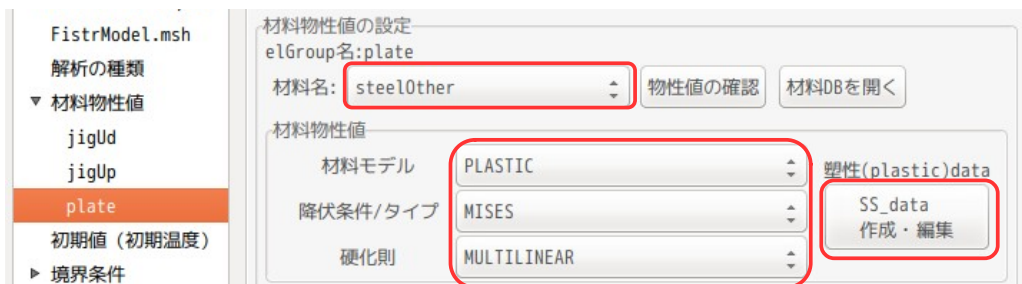 FistrModel.msh
解析の種類
▼ 材料物性値
jigUd
jigUp
plate
初期値（初期温度）
▶ 境界条件
材料物性値の設定
elGroup名:plate
材料名: steelOther 物性値の確認 材料DBを開く
材料物性値
材料モデル PLASTIC
降伏条件/タイプ MISES
硬化則 MULTILINEAR
塑性(plastic)data
SS_data
作成・編集